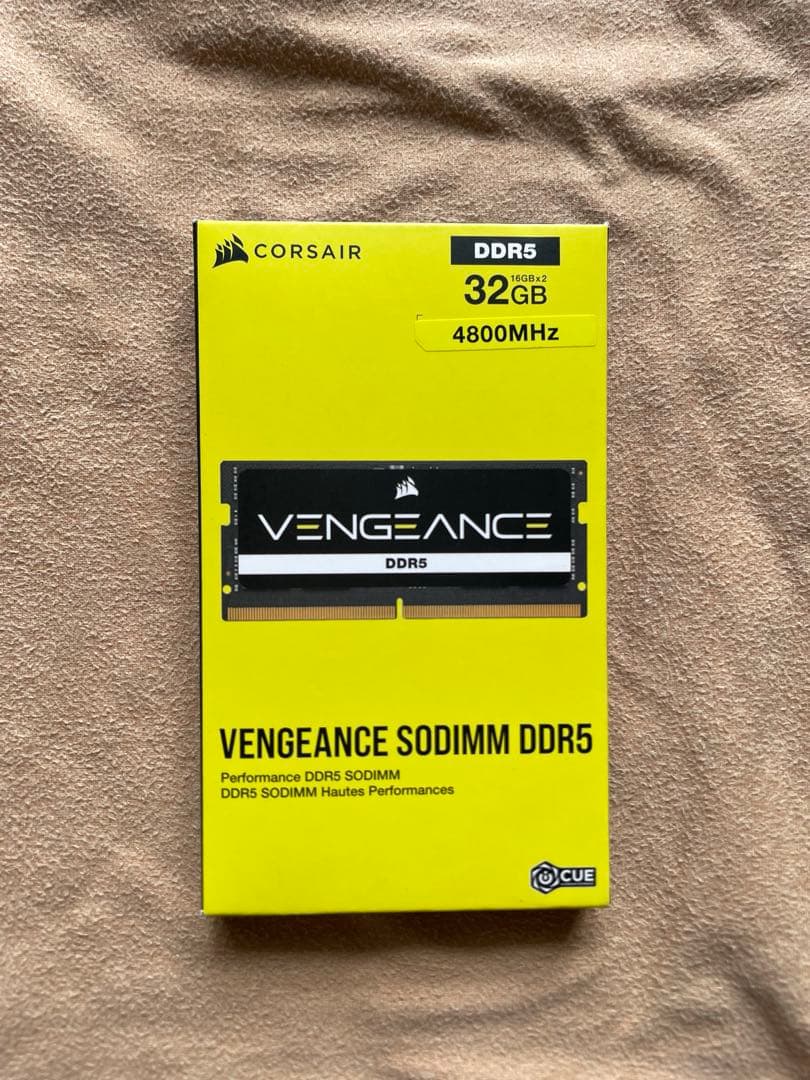 CORSAIR
DDR5
32GB 16GBx2
4800MHz
VENGEANCE
DDR5
VENGEANCE SODIMM DDR5
Performance DDR5 SODIMM
DDR5 SODIMM Hautes Performances
CUE